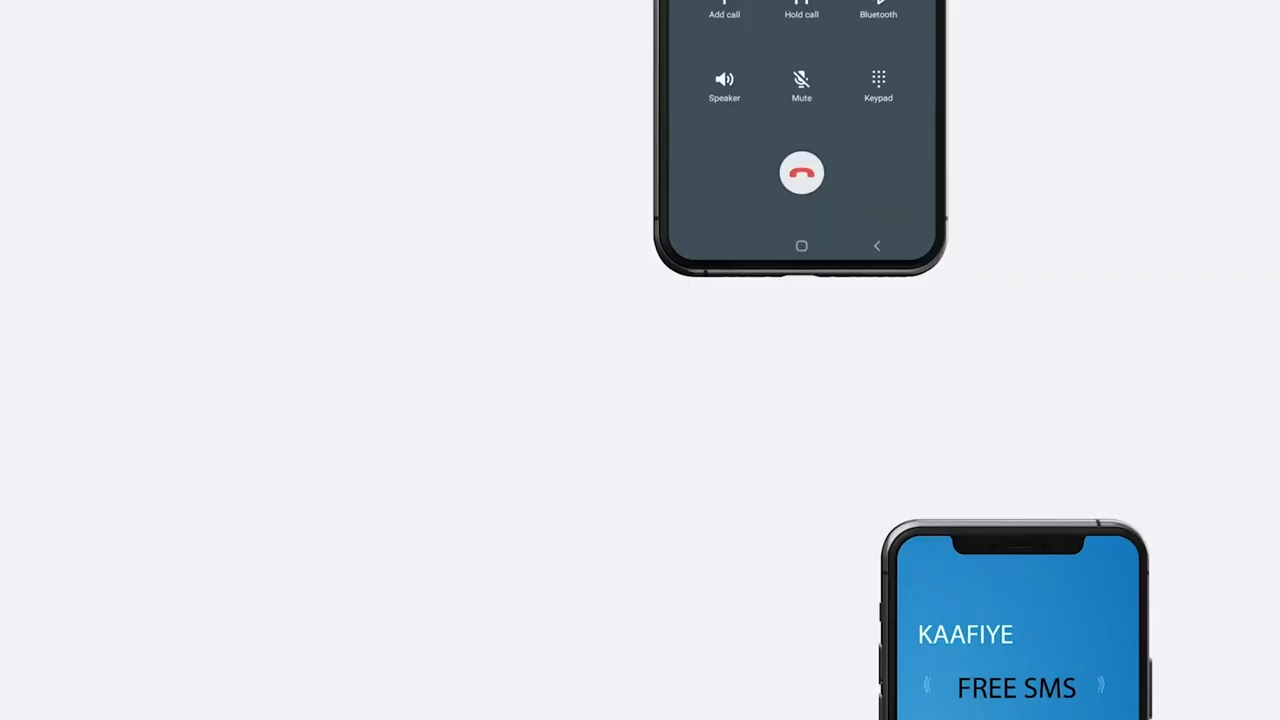 Add call Hold call Bluetooth
Speaker Mute Keypad
KAAFIYE
FREE SMS